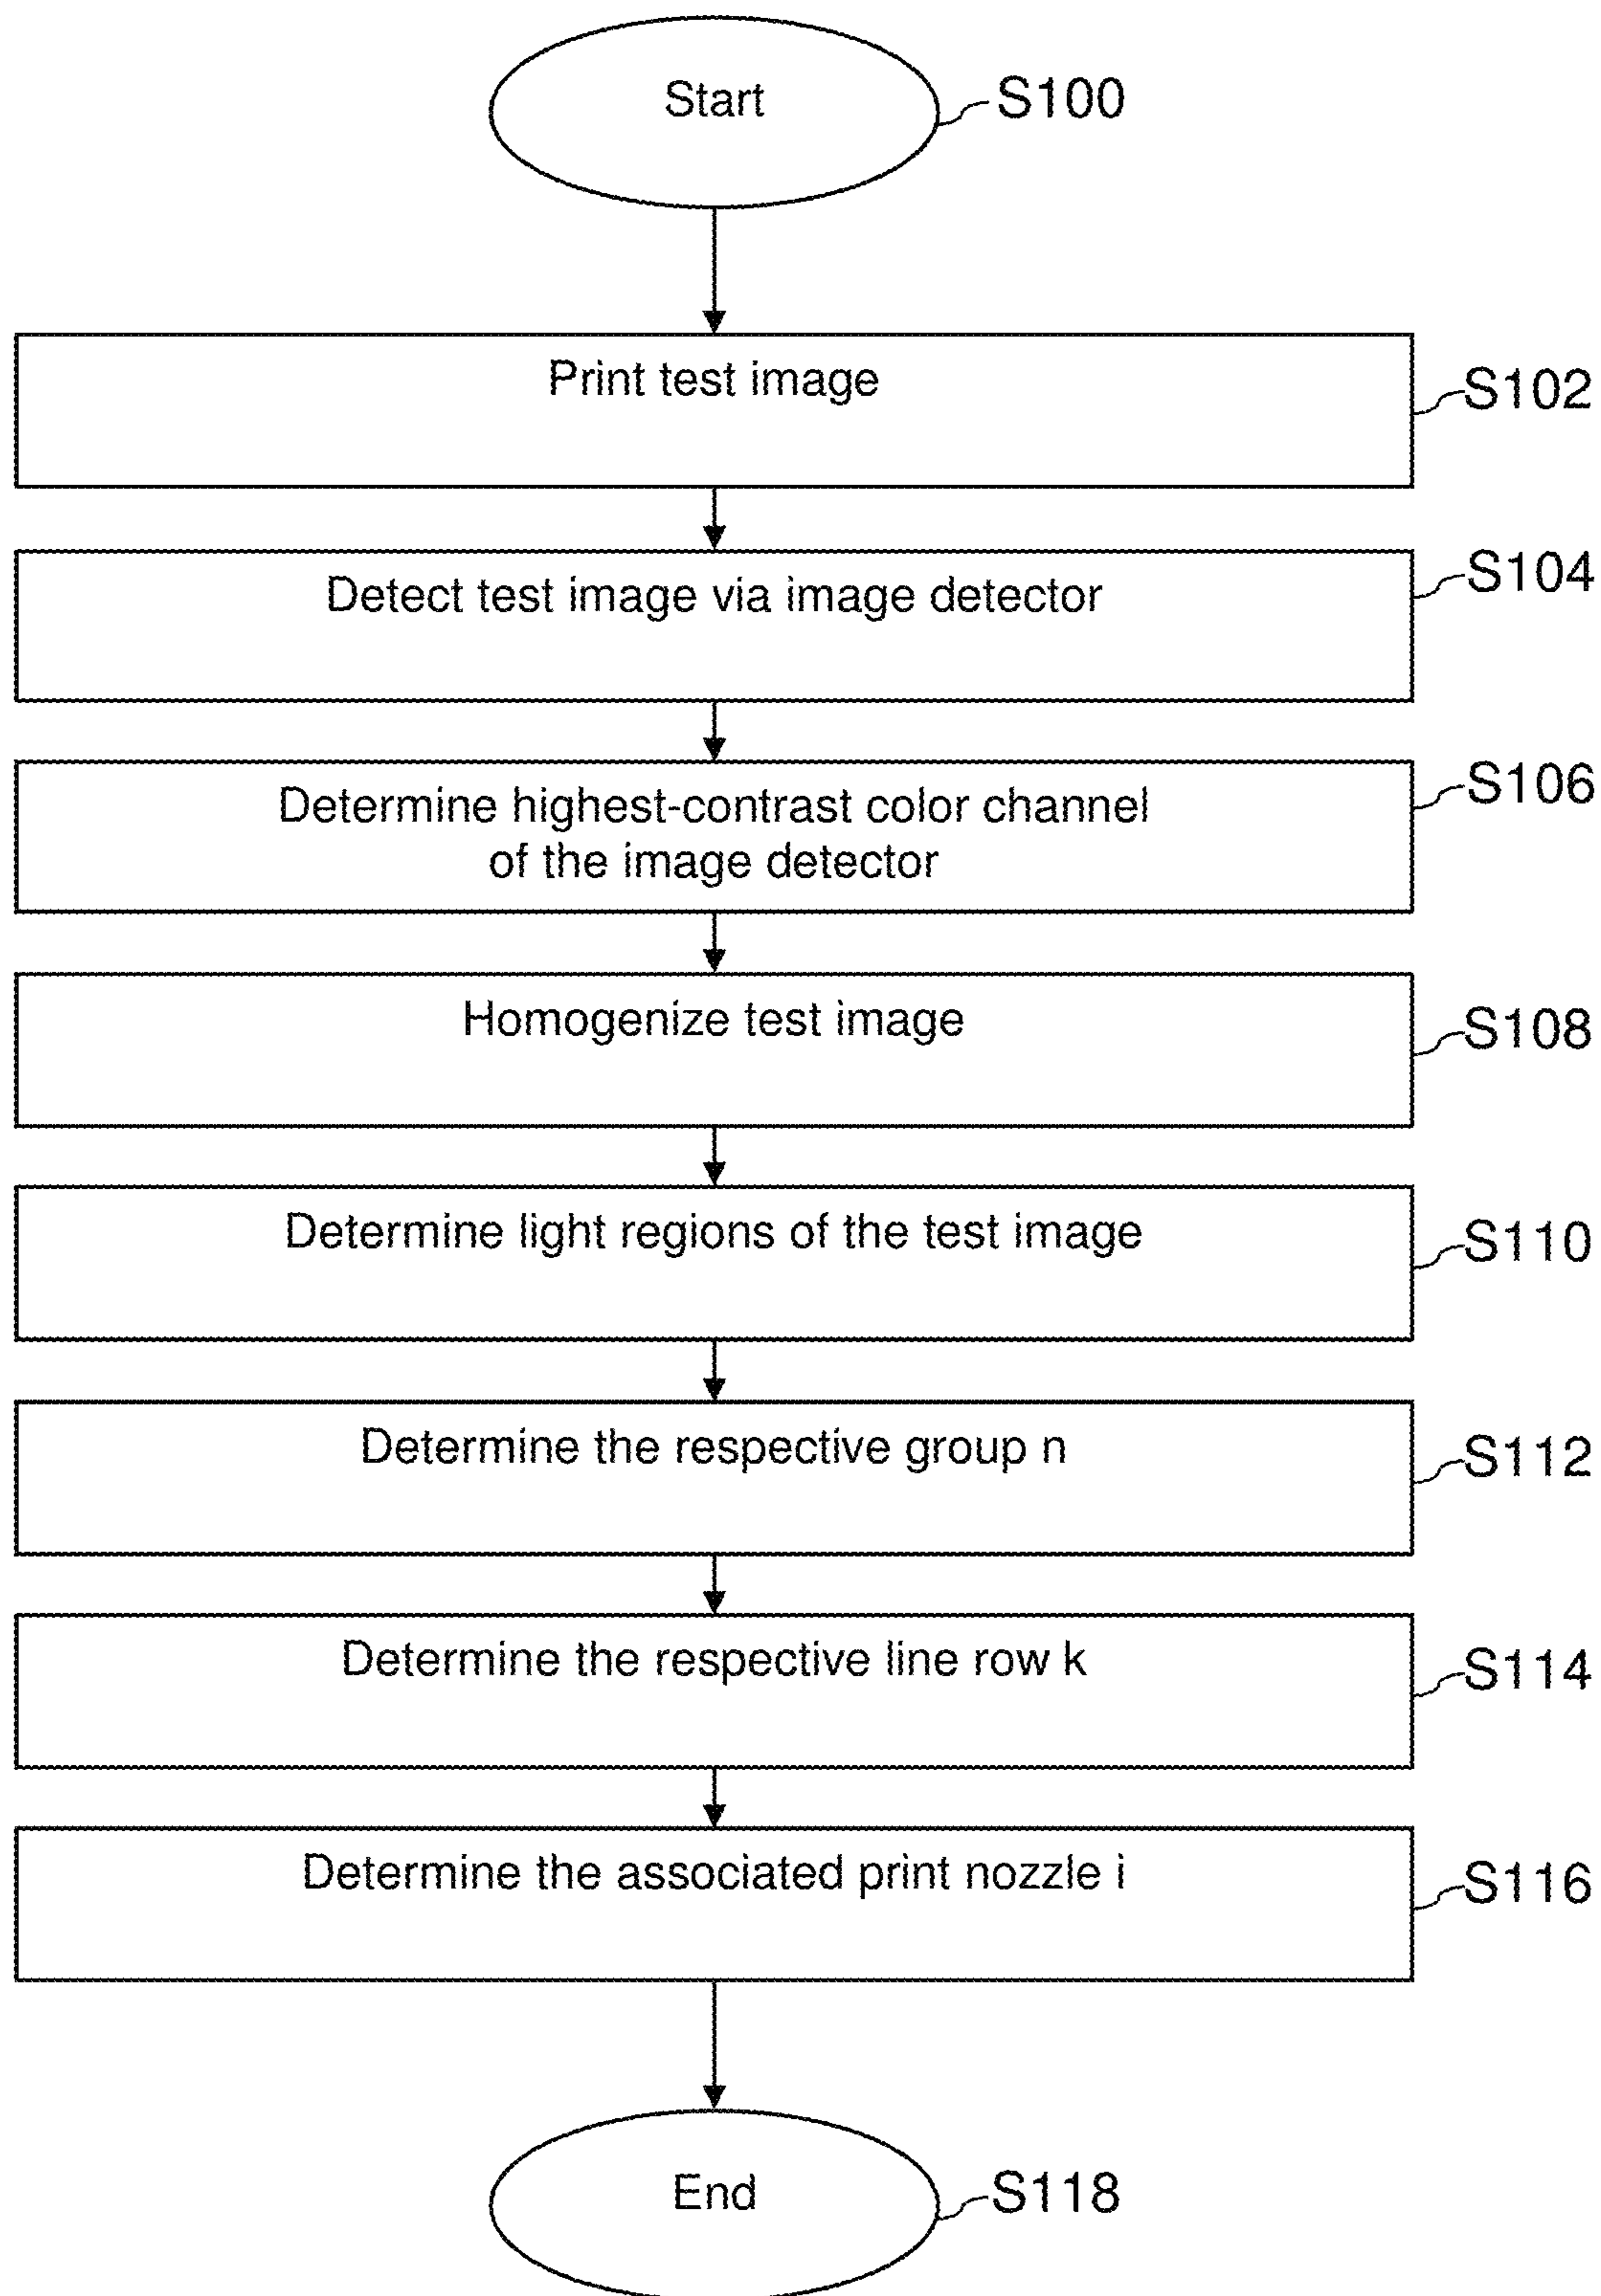 Start
S100
Print test image
S102
Detect test image via image detector
S104
Determine highest-contrast color channel
of the image detector
S106
Homogenize test image
S108
Determine light regions of the test image
S110
Determine the respective group n
S112
Determine the respective line row k
S114
Determine the associated print nozzle i
S116
End
S118